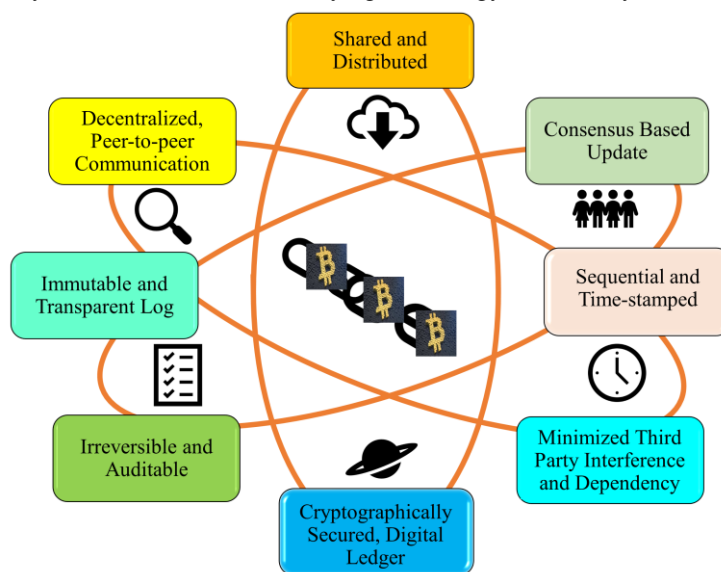 Shared and
Distributed
Decentralized,
Peer-to-peer
Communication
Consensus Based
Update
Immutable and
Transparent Log
Sequential and
Time-stamped
Irreversible and
Auditable
Minimized Third
Party Interference
and Dependency
Cryptographically
Secured, Digital
Ledger